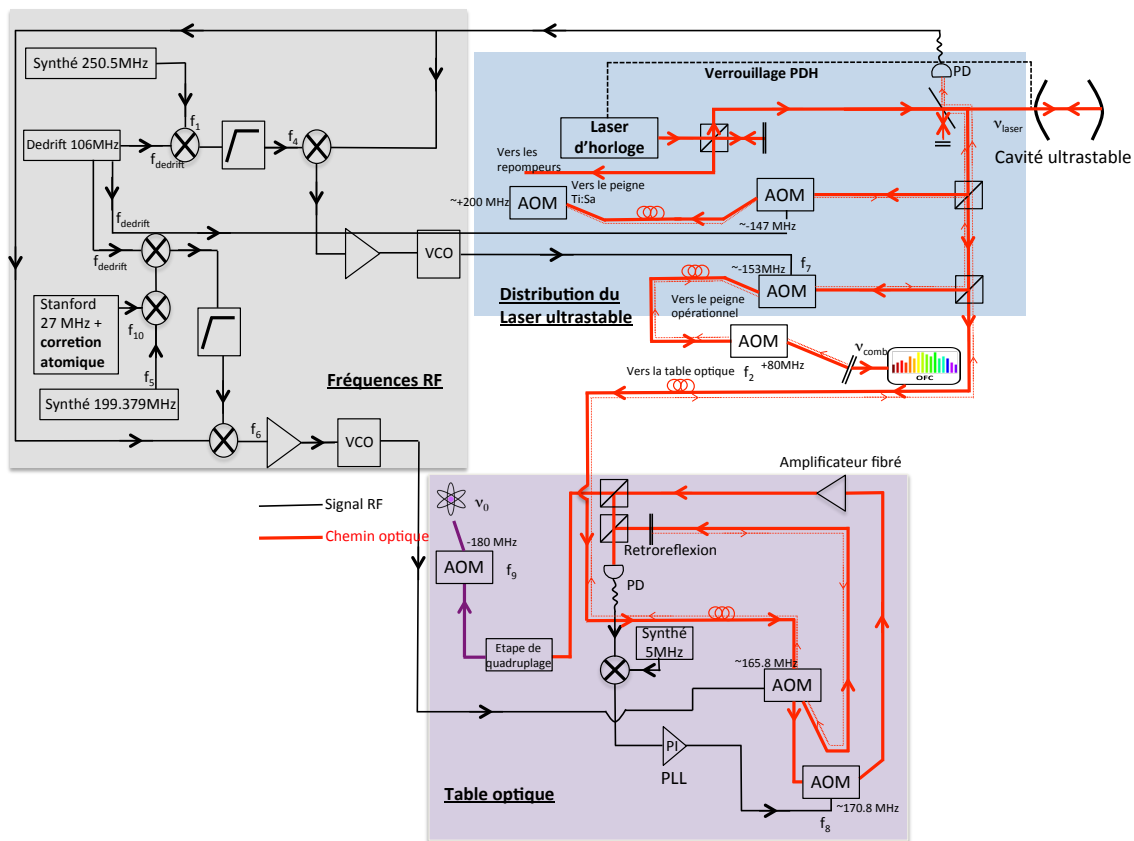 Synthé 250.5MHz
f1
Dedrift 106MHz
fdedrift
f4
fdedrift
fdedrift
Stanford
27 MHz +
corretion
atomique
f10
f5
Synthé 199.379MHz
Fréquences RF
f6
VCO
VCO
Verrouillage PDH
PD
Laser
d'horloge
νlaser
Cavité ultrastable
Vers les
repompeurs
Vers le peigne
Ti:Sa
~+200 MHz
AOM
AOM
~-147 MHz
~-153MHz
f7
AOM
Distribution du
Laser ultrastable
Vers le peigne
opérationnel
AOM
+80MHz
f2
νcomb
OFC
Vers la table optique
Signal RF
Chemin optique
Amplificateur fibré
ν0
-180 MHz
AOM
f9
Retroreflexion
PD
Etape de
quadruplage
Synthé
5MHz
~165.8 MHz
AOM
PI
PLL
AOM
~170.8 MHz
f8
Table optique